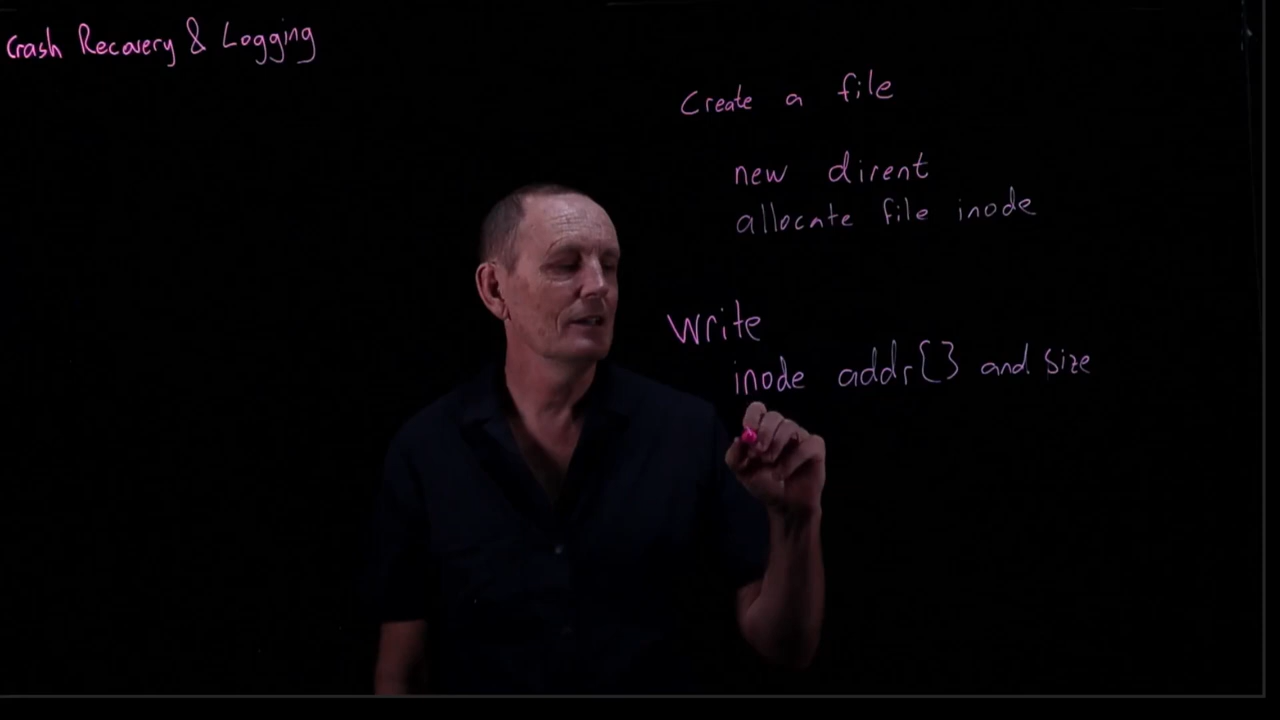 Crash Recovery & Logging
Create a file
new dirent
allocate file inode
Write
inode addr[] and size